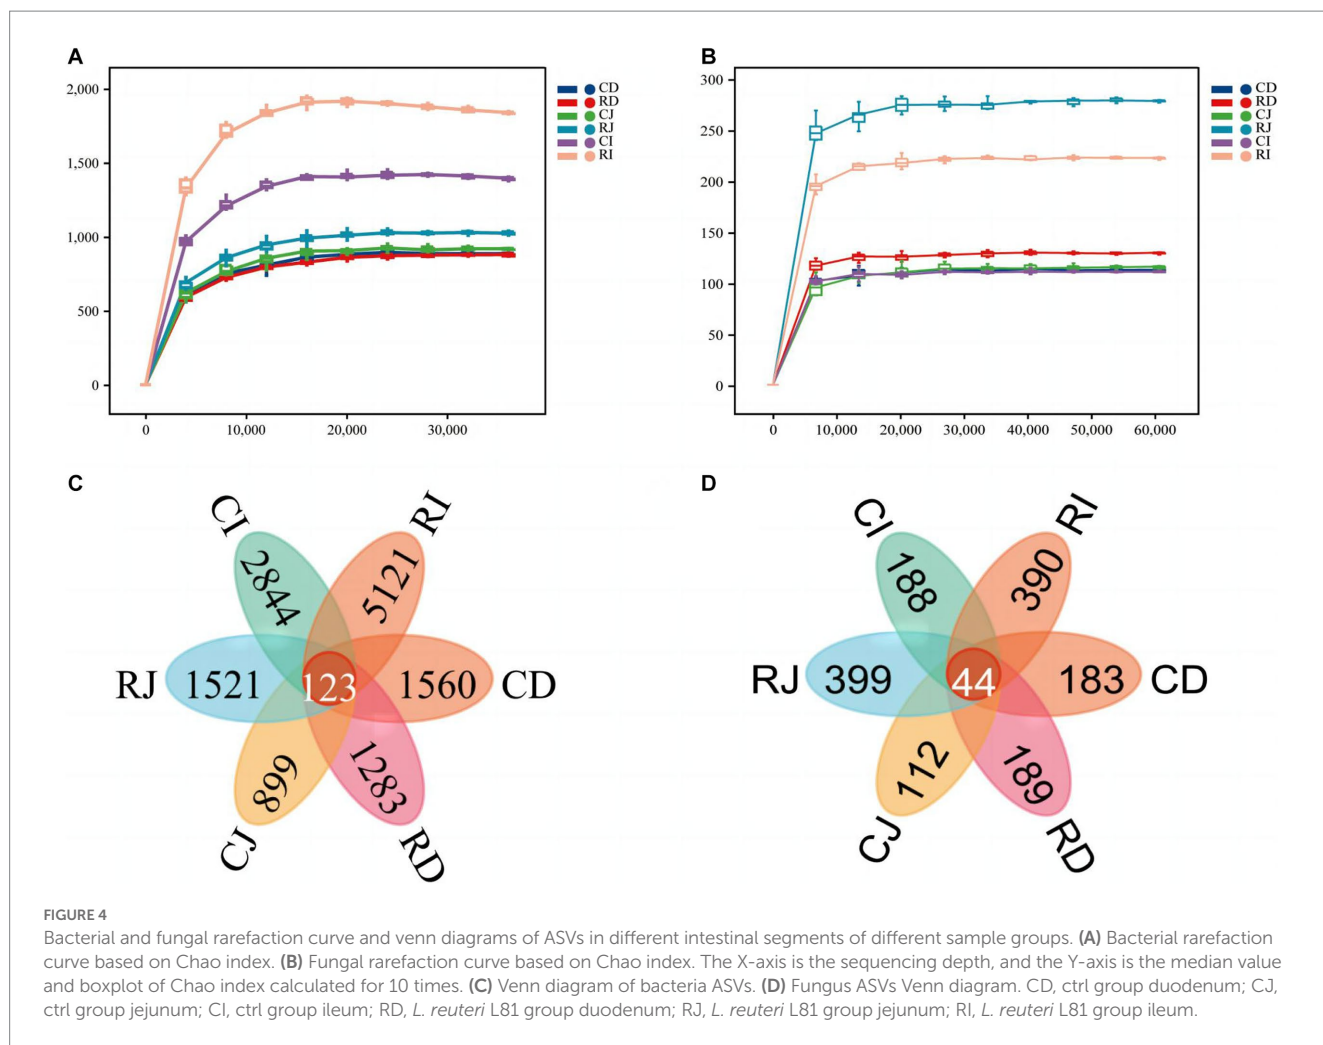 A
2,000
1,500
1,000
500
0
0
10,000
20,000
30,000
CD
RD
CJ
RJ
CI
RI
B
300
250
200
150
100
50
0
0
10,000
20,000
30,000
40,000
50,000
60,000
CD
RD
CJ
RJ
CI
RI
C
CI
RI
2844
5121
RJ
1521
123
1560
CD
899
1283
CJ
RD
D
CI
RI
188
390
RJ
399
44
183
CD
112
189
CJ
RD
FIGURE 4
Bacterial and fungal rarefaction curve and venn diagrams of ASVs in different intestinal segments of different sample groups. (A) Bacterial rarefaction
curve based on Chao index. (B) Fungal rarefaction curve based on Chao index. The X-axis is the sequencing depth, and the Y-axis is the median value
and boxplot of Chao index calculated for 10 times. (C) Venn diagram of bacteria ASVs. (D) Fungus ASVs Venn diagram. CD, ctrl group duodenum; CJ,
ctrl group jejunum; CI, ctrl group ileum; RD, L. reuteri L81 group duodenum; RJ, L. reuteri L81 group jejunum; RI, L. reuteri L81 group ileum.